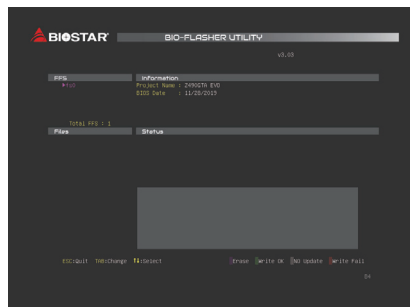 BIOSTAR
BIO-FLASHER UTILITY
v3.03
FFS
Information
fs0
Project Name : Z490GTA EVO
BIOS Date : 11/28/2019
Total FFS : 1
Files
Status
ESC:Quit TAB:Change ↑↓:Select
Erase Write OK NO Update Write Fail